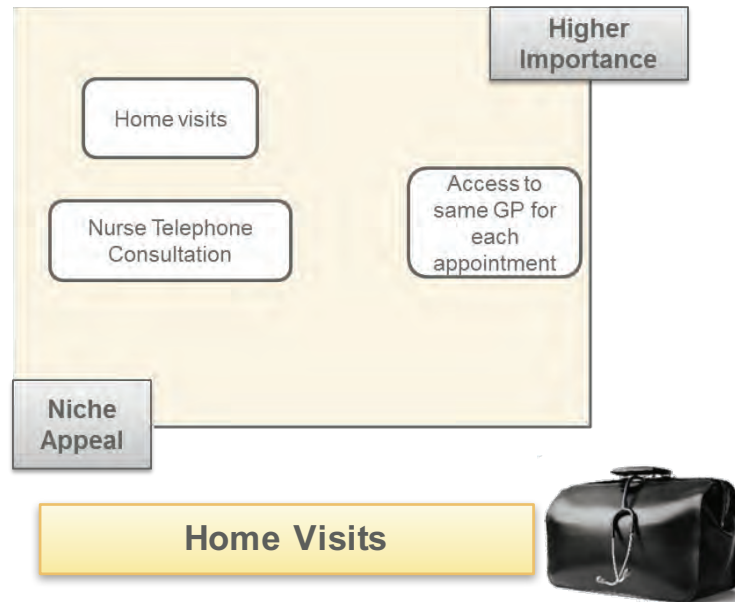 Higher
Importance
Home visits
Access to
same GP for
each
appointment
Nurse Telephone
Consultation
Niche
Appeal
Home Visits